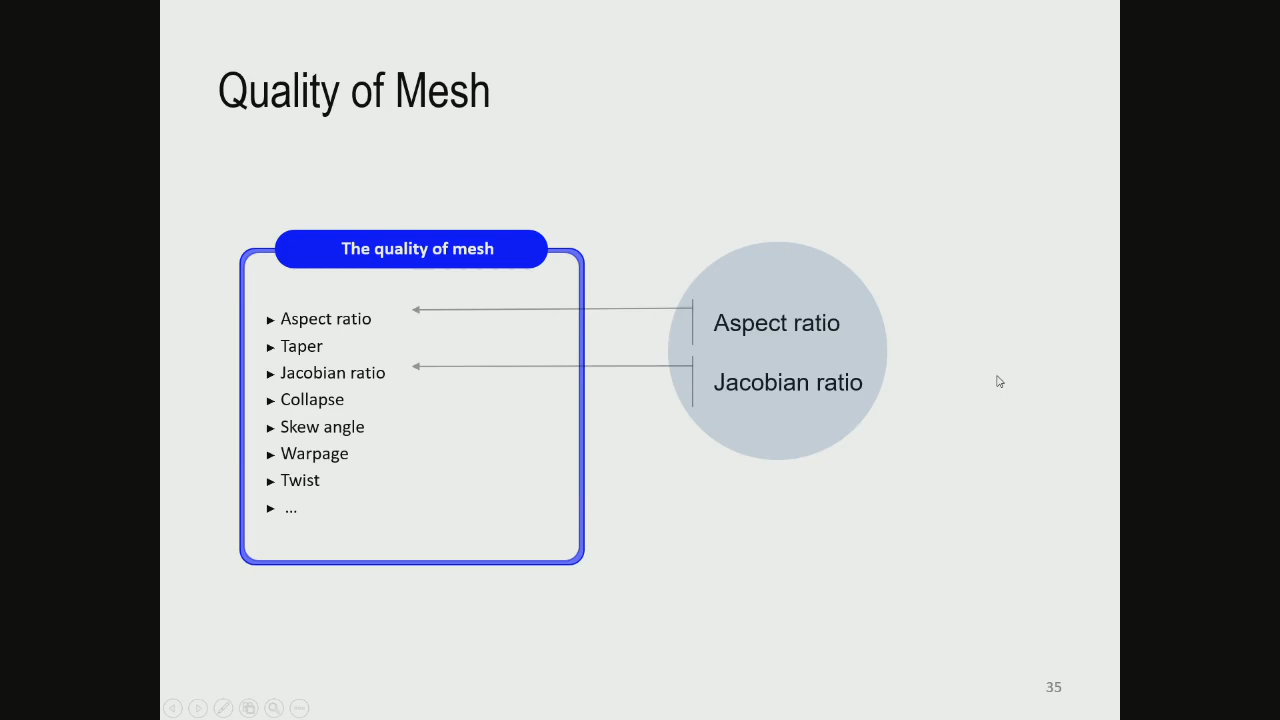 Quality of Mesh
The quality of mesh
► Aspect ratio
► Taper
► Jacobian ratio
► Collapse
► Skew angle
► Warpage
► Twist
► ...
Aspect ratio
Jacobian ratio
35